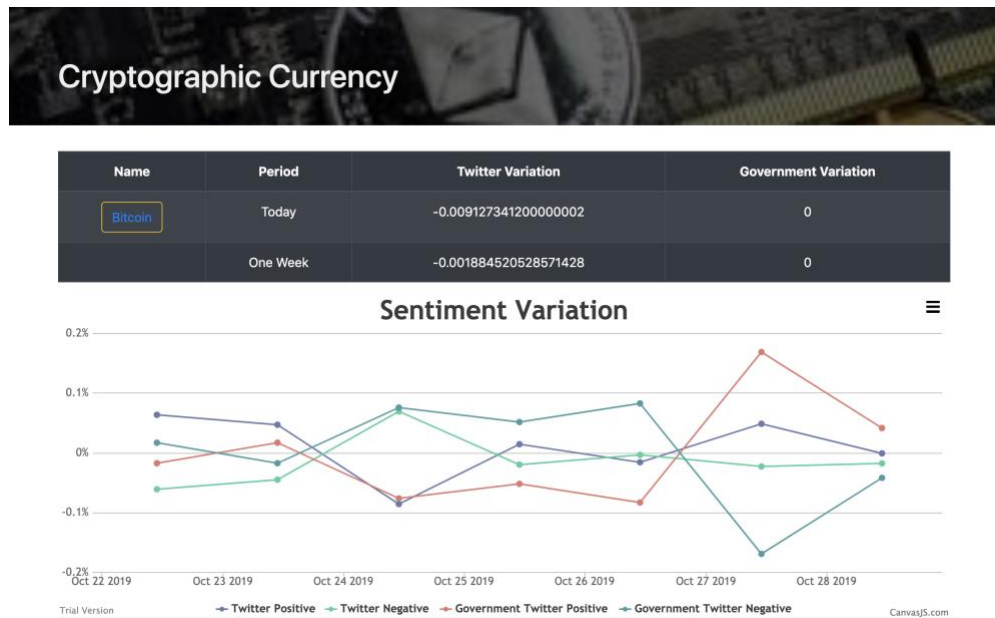 Cryptographic Currency
Name Period Twitter Variation Government Variation
Bitcoin Today -0.009127341200000002 0
One Week -0.001884520528571428 0
Sentiment Variation
0.2%
0.1%
0%
-0.1%
-0.2%
Oct 22 2019 Oct 23 2019 Oct 24 2019 Oct 25 2019 Oct 26 2019 Oct 27 2019 Oct 28 2019
Trial Version Twitter Positive Twitter Negative Government Twitter Positive Government Twitter Negative CanvasJS.com